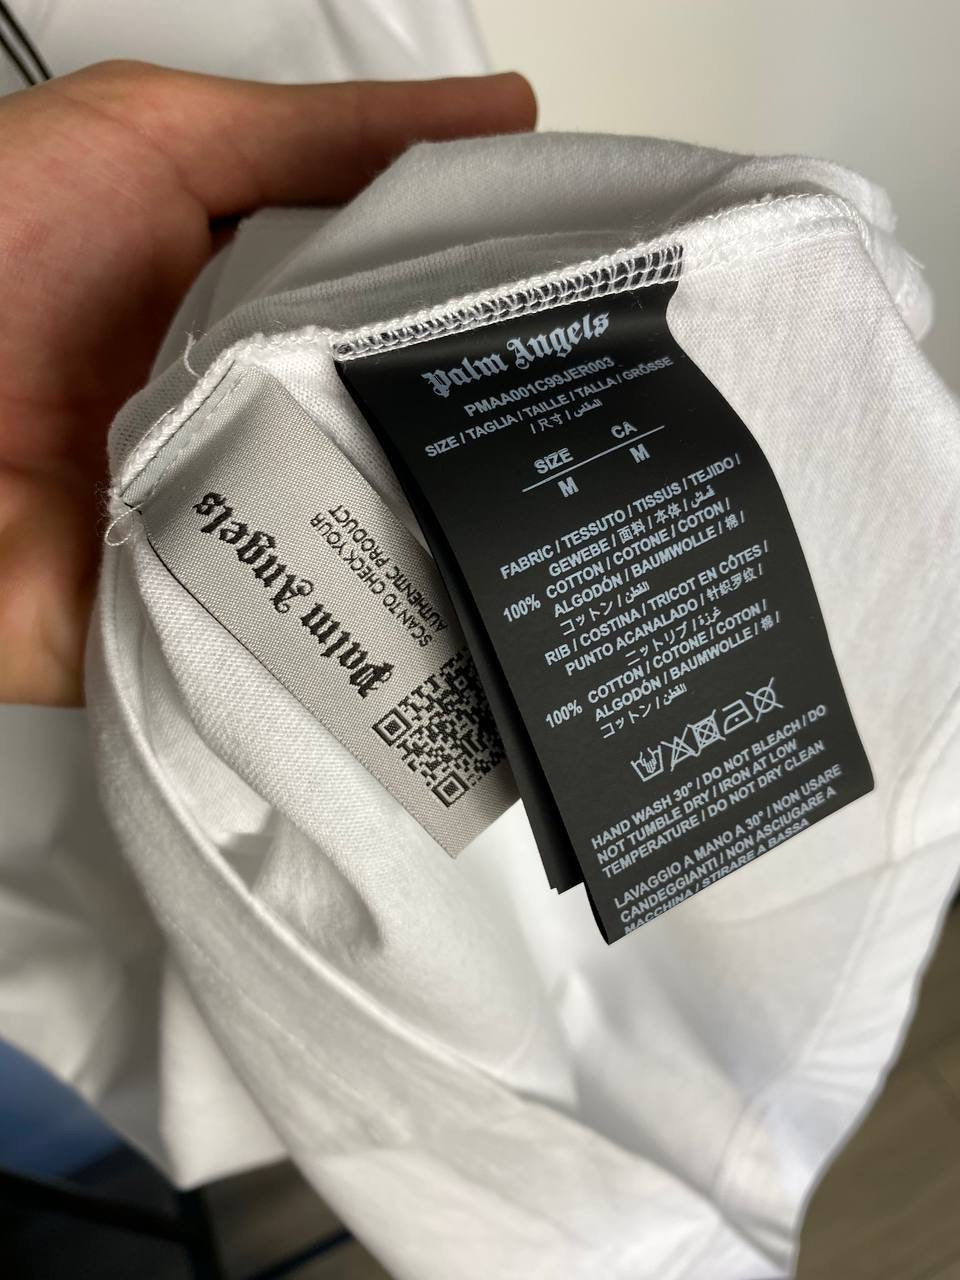 Palm Angels
SCAN TO CHECK YOUR
AUTHENTIC PRODUCT
Palm Angels
PMAA001C99JER003
SIZE / TAGLIA / TAILLE / TALLA / GRÖSSE
/ 尺寸 / المقاس
SIZE CA
M M
FABRIC / TESSUTO / TISSUS / TEJIDO /
GEWEBE / 面料 / 本体 / قماش
100% COTTON / COTONE / COTON /
ALGODÓN / BAUMWOLLE / 棉 /
コットン / القطن
RIB / COSTINA / TRICOT EN CÔTES /
PUNTO ACANALADO / 针织罗纹 /
ニットリブ / غرزة
100% COTTON / COTONE / COTON /
ALGODÓN / BAUMWOLLE / 棉 /
コットン / القطن
HAND WASH 30° / DO NOT BLEACH / DO
NOT TUMBLE DRY / IRON AT LOW
TEMPERATURE / DO NOT DRY CLEAN
LAVAGGIO A MANO A 30° / NON USARE
CANDEGGIANTI / NON ASCIUGARE A
MACCHINA / STIRARE A BASSA